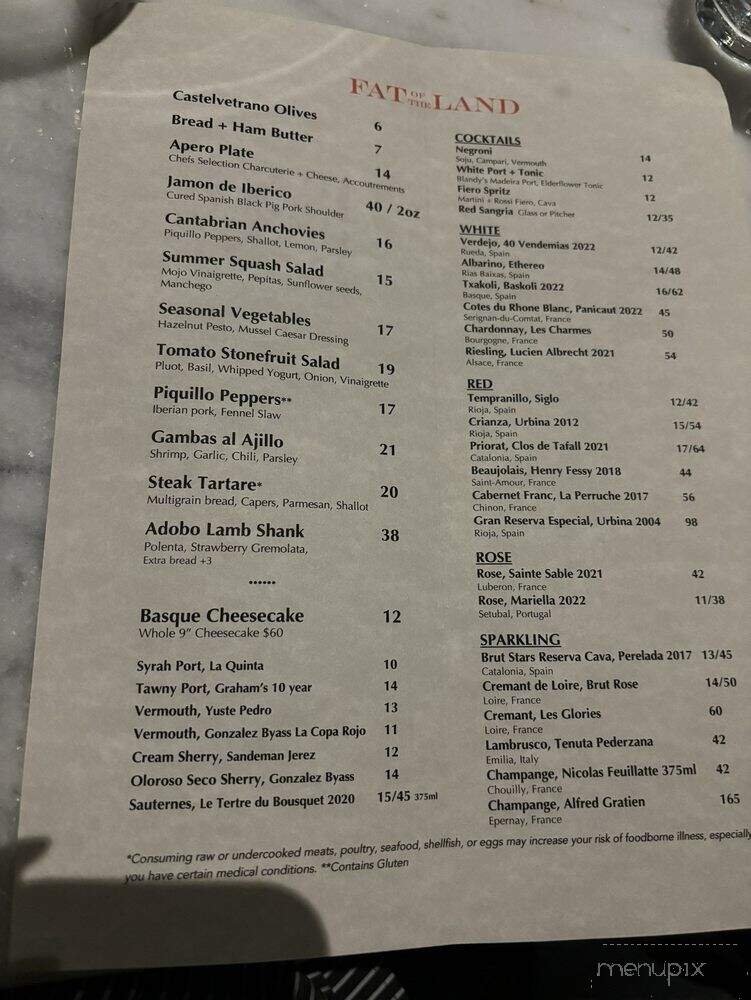 FAT OF THE LAND
Castelvetrano Olives 6
Bread + Ham Butter 7
Apero Plate 14
Chefs Selection Charcuterie + Cheese, Accoutrements
Jamon de Iberico 40 / 2oz
Cured Spanish Black Pig Pork Shoulder
Cantabrian Anchovies 16
Piquillo Peppers, Shallot, Lemon, Parsley
Summer Squash Salad 15
Mojo Vinaigrette, Pepitas, Sunflower seeds,
Manchego
Seasonal Vegetables 17
Hazelnut Pesto, Mussel Caesar Dressing
Tomato Stonefruit Salad 19
Pluot, Basil, Whipped Yogurt, Onion, Vinaigrette
Piquillo Peppers** 17
Iberian pork, Fennel Slaw
Gambas al Ajillo 21
Shrimp, Garlic, Chili, Parsley
Steak Tartare* 20
Multigrain bread, Capers, Parmesan, Shallot
Adobo Lamb Shank 38
Polenta, Strawberry Gremolata,
Extra bread +3
••••••
Basque Cheesecake 12
Whole 9" Cheesecake $60
Syrah Port, La Quinta 10
Tawny Port, Graham's 10 year 14
Vermouth, Yuste Pedro 13
Vermouth, Gonzalez Byass La Copa Rojo 11
Cream Sherry, Sandeman Jerez 12
Oloroso Seco Sherry, Gonzalez Byass 14
Sauternes, Le Tertre du Bousquet 2020 15/45 375ml
COCKTAILS
Negroni 14
Soju, Campari, Vermouth
White Port + Tonic 12
Blandy's Madeira Port, Elderflower Tonic
Fiero Spritz 12
Martini + Rossi Fiero, Cava
Red Sangria Glass or Pitcher 12/35
WHITE
Verdejo, 40 Vendemias 2022 12/42
Rueda, Spain
Albarino, Ethereo 14/48
Rias Baixas, Spain
Txakoli, Baskoli 2022 16/62
Basque, Spain
Cotes du Rhone Blanc, Panicaut 2022 45
Serignan-du-Comtat, France
Chardonnay, Les Charmes 50
Bourgogne, France
Riesling, Lucien Albrecht 2021 54
Alsace, France
RED
Tempranillo, Siglo 12/42
Rioja, Spain
Crianza, Urbina 2012 15/54
Rioja, Spain
Priorat, Clos de Tafall 2021 17/64
Catalonia, Spain
Beaujolais, Henry Fessy 2018 44
Saint-Amour, France
Cabernet Franc, La Perruche 2017 56
Chinon, France
Gran Reserva Especial, Urbina 2004 98
Rioja, Spain
ROSE
Rose, Sainte Sable 2021 42
Luberon, France
Rose, Mariella 2022 11/38
Setubal, Portugal
SPARKLING
Brut Stars Reserva Cava, Perelada 2017 13/45
Catalonia, Spain
Cremant de Loire, Brut Rose 14/50
Loire, France
Cremant, Les Glories 60
Loire, France
Lambrusco, Tenuta Pederzana 42
Emilia, Italy
Champange, Nicolas Feuillatte 375ml 42
Chouilly, France
Champange, Alfred Gratien 165
Epernay, France
*Consuming raw or undercooked meats, poultry, seafood, shellfish, or eggs may increase your risk of foodborne illness, especially
you have certain medical conditions. **Contains Gluten
menupix